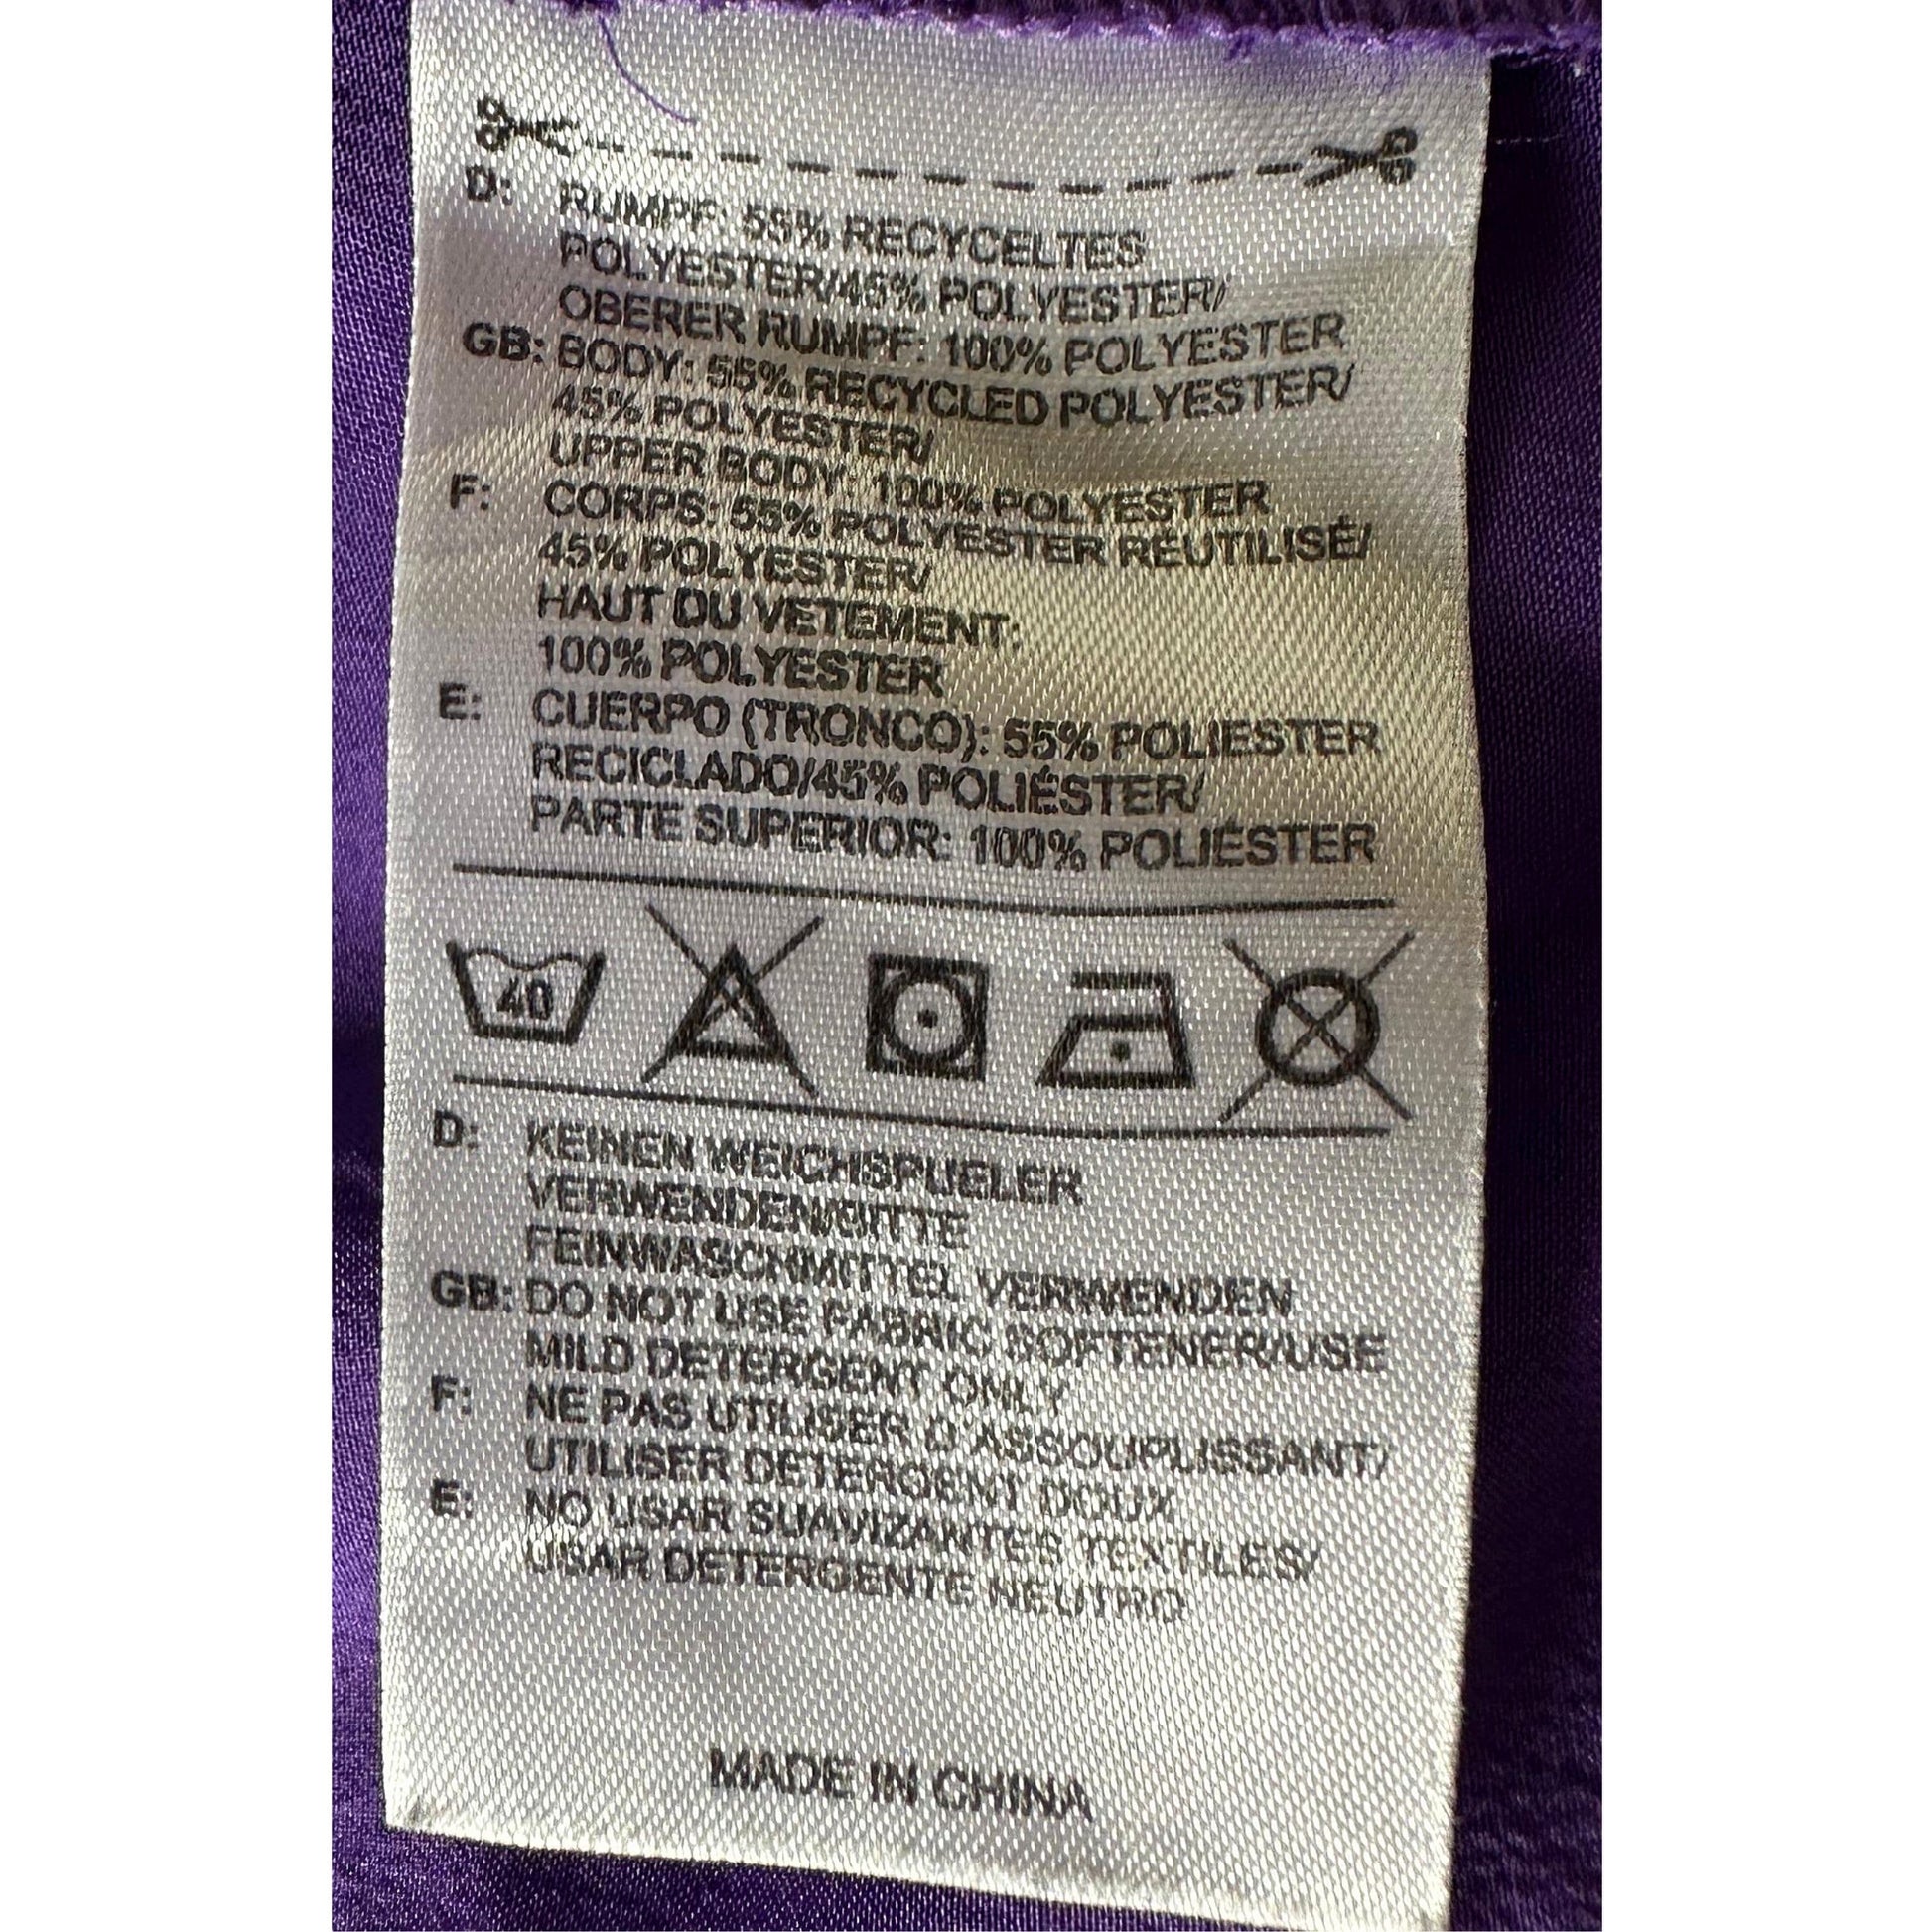 D: RUMPF: 55% RECYCELTES
POLYESTER/45% POLYESTER/
OBERER RUMPF: 100% POLYESTER
GB: BODY: 55% RECYCLED POLYESTER/
45% POLYESTER/
UPPER BODY: 100% POLYESTER
F: CORPS: 55% POLYESTER RÉUTILISÉ/
45% POLYESTER/
HAUT DU VETEMENT:
100% POLYESTER
E: CUERPO (TRONCO): 55% POLIESTER
RECICLADO/45% POLIÉSTER/
PARTE SUPERIOR: 100% POLIÉSTER
40
D: KEINEN WEICHSPUELER
VERWENDEN/BITTE
FEINWASCHMITTEL VERWENDEN
GB: DO NOT USE FABRIC SOFTENER/USE
MILD DETERGENT ONLY
F: NE PAS UTILISER D'ASSOUPLISSANT/
UTILISER DETERGENT DOUX
E: NO USAR SUAVIZANTES TEXTILES/
USAR DETERGENTE NEUTRO
MADE IN CHINA